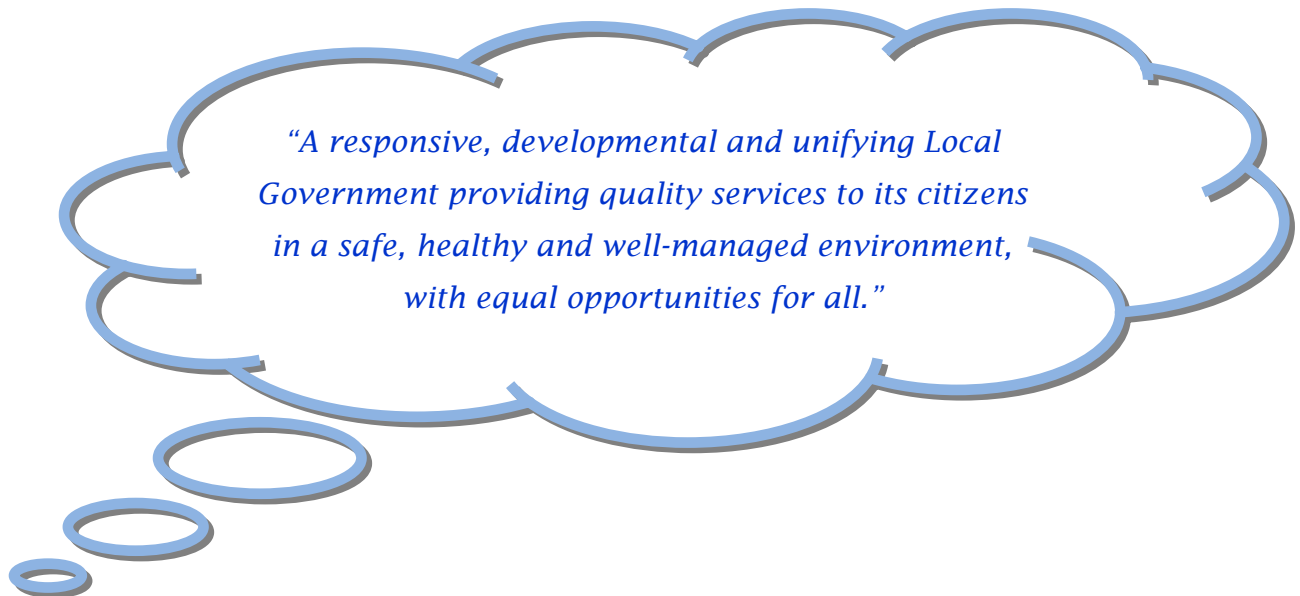 “A responsive, developmental and unifying Local
Government providing quality services to its citizens
in a safe, healthy and well-managed environment,
with equal opportunities for all.”